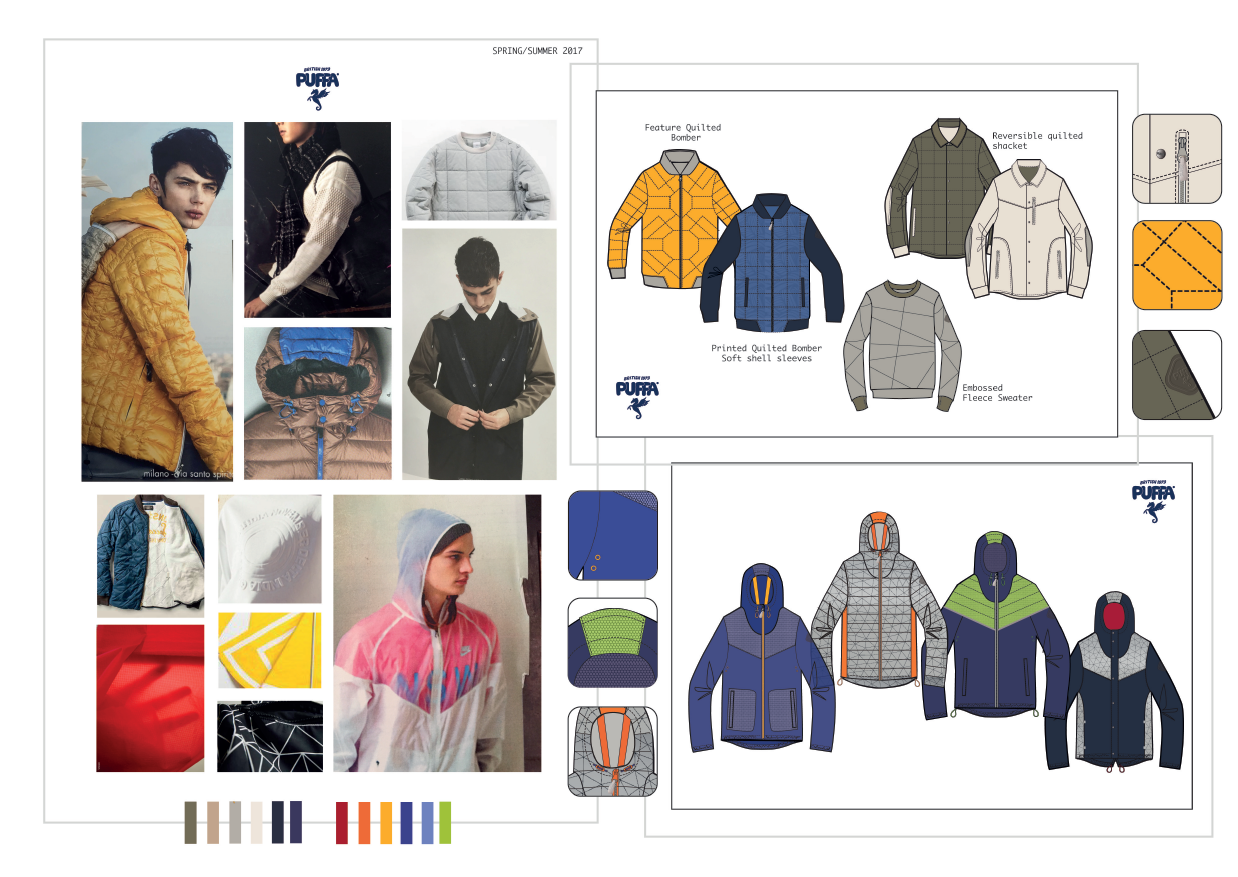 SPRING/SUMMER 2017
BRITISH 1973
PUFFA
milano - via santo spiri
Feature Quilted
Bomber
Reversible quilted
shacket
Printed Quilted Bomber
Soft shell sleeves
Embossed
Fleece Sweater
BRITISH 1973
PUFFA
BRITISH 1973
PUFFA